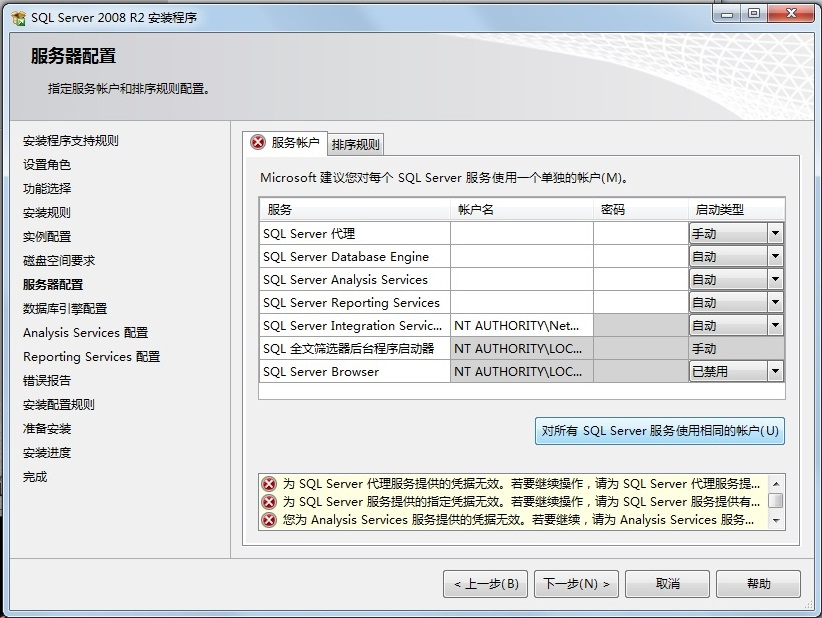 SQL Server 2008 R2 安装程序
服务器配置
指定服务帐户和排序规则配置。
安装程序支持规则
设置角色
功能选择
安装规则
实例配置
磁盘空间要求
服务器配置
数据库引擎配置
Analysis Services 配置
Reporting Services 配置
错误报告
安装配置规则
准备安装
安装进度
完成
服务帐户 排序规则
Microsoft 建议您对每个 SQL Server 服务使用一个单独的帐户(M)。
服务 帐户名 密码 启动类型
SQL Server 代理 手动
SQL Server Database Engine 自动
SQL Server Analysis Services 自动
SQL Server Reporting Services 自动
SQL Server Integration Servic... NT AUTHORITY\Net... 自动
SQL 全文筛选器后台程序启动器 NT AUTHORITY\LOC... 手动
SQL Server Browser NT AUTHORITY\LOC... 已禁用
对所有 SQL Server 服务使用相同的帐户(U)
为 SQL Server 代理服务提供的凭据无效。若要继续操作，请为 SQL Server 代理服务提...
为 SQL Server 服务提供的指定凭据无效。若要继续操作，请为 SQL Server 服务提供有...
您为 Analysis Services 服务提供的凭据无效。若要继续，请为 Analysis Services 服务...
< 上一步(B) 下一步(N) > 取消 帮助